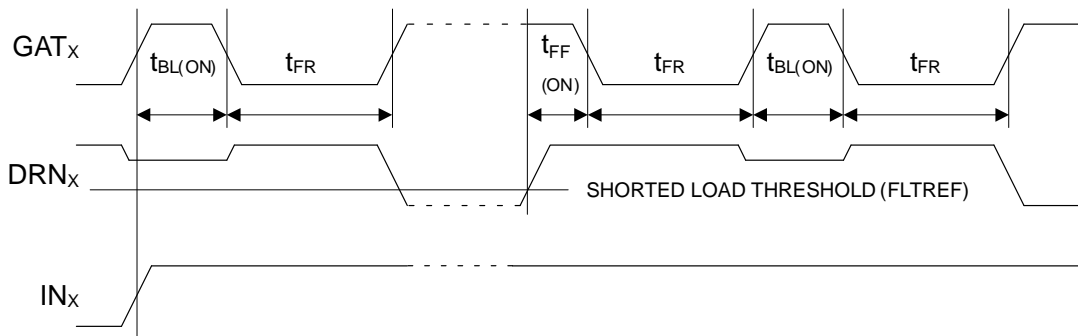 GATX
tBL(ON)
tFR
tFF
(ON)
tFR
tBL(ON)
tFR
DRNX
SHORTED LOAD THRESHOLD (FLTREF)
INX